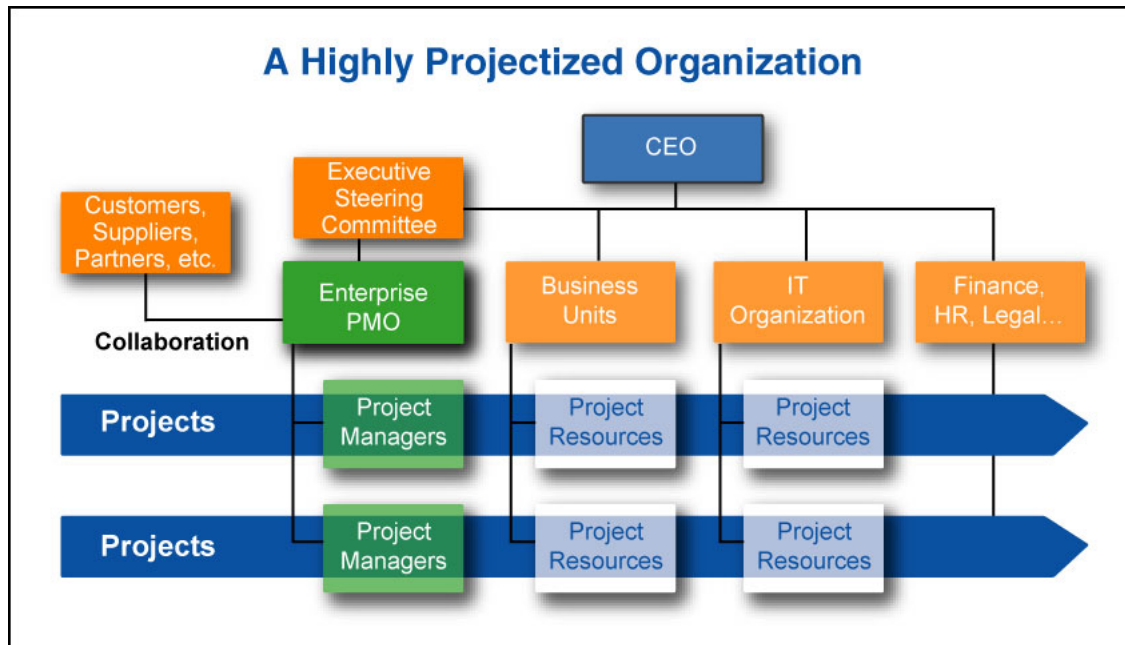 A Highly Projectized Organization
CEO
Executive
Steering
Committee
Customers,
Suppliers,
Partners, etc.
Enterprise
PMO
Business
Units
IT
Organization
Finance,
HR, Legal...
Collaboration
Projects
Project
Managers
Project
Resources
Project
Resources
Projects
Project
Managers
Project
Resources
Project
Resources